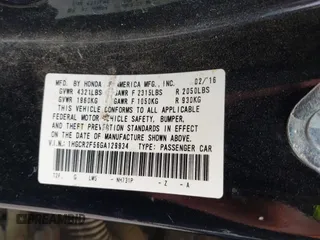 MFD. BY HONDA OF AMERICA MFG., INC. 02/16
GVWR 4321LBS GAWR F 2315LBS R 2050LBS
GVWR 1960KG GAWR F 1050KG R 930KG
THIS VEHICLE CONFORMS TO ALL APPLICABLE
FEDERAL MOTOR VEHICLE SAFETY, BUMPER,
AND THEFT PREVENTION STANDARDS IN EFFECT
ON THE DATE OF MANUFACTURE SHOWN ABOVE.
V.I.N. 1HGCR2F56GA129934 TYPE: PASSENGER CAR
G NH731P - Z - A